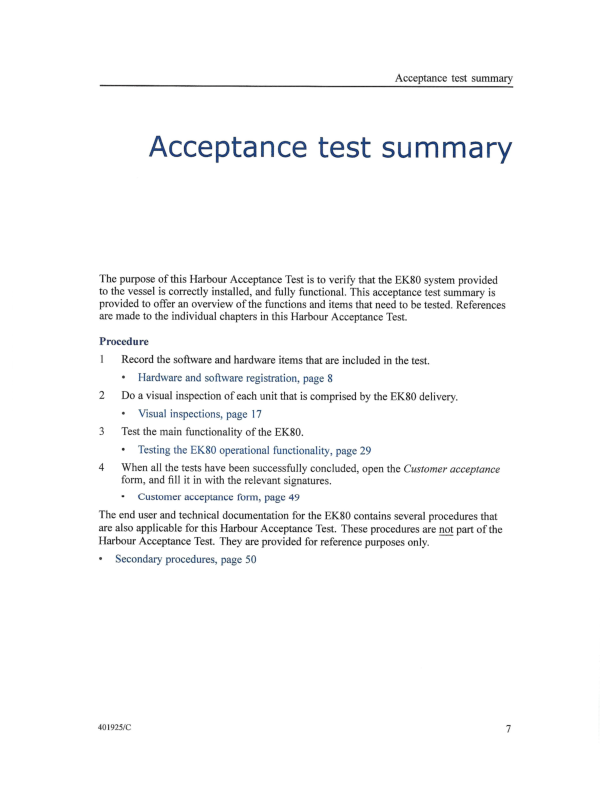 Acceptance test summary
Acceptance test summary
The purpose of this Harbour Acceptance Test is to verify that the EK80 system provided
to the vessel is correctly installed, and fully functional. This acceptance test summary is
provided to offer an overview of the functions and items that need to be tested. References
are made to the individual chapters in this Harbour Acceptance Test.
Procedure
1 Record the software and hardware items that are included in the test.
• Hardware and software registration, page 8
2 Do a visual inspection of each unit that is comprised by the EK80 delivery.
• Visual inspections, page 17
3 Test the main functionality of the EK80.
• Testing the EK80 operational functionality, page 29
4 When all the tests have been successfully concluded, open the Customer acceptance
form, and fill it in with the relevant signatures.
• Customer acceptance form, page 49
The end user and technical documentation for the EK80 contains several procedures that
are also applicable for this Harbour Acceptance Test. These procedures are not part of the
Harbour Acceptance Test. They are provided for reference purposes only.
• Secondary procedures, page 50
401925/C 7